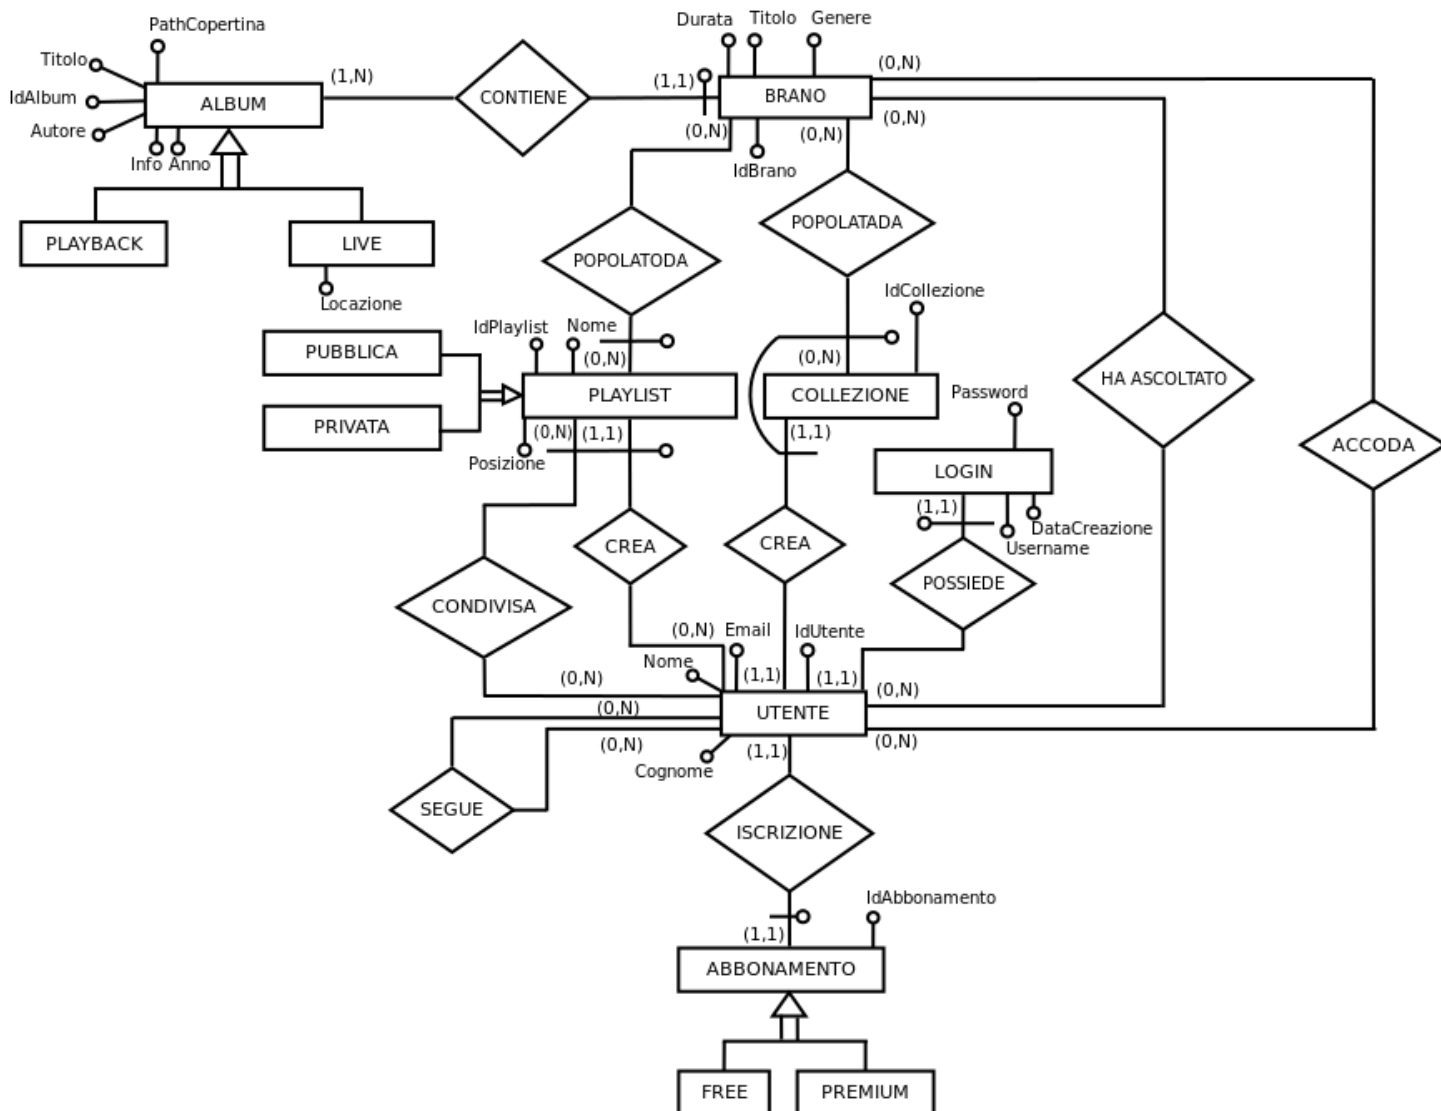 Durata Titolo Genere
PathCopertina
Titolo
(0,N)
(1,N)
(1,1)
IdAlbum
ALBUM
CONTIENE
BRANO
Autore
(0,N)
(0,N)
(0,N)
Info Anno
IdBrano
POPOLATADA
PLAYBACK
LIVE
POPOLATODA
Locazione
IdCollezione
IdPlaylist
Nome
PUBBLICA
(0,N)
(0,N)
HA ASCOLTATO
PLAYLIST
COLLEZIONE
Password
PRIVATA
(0,N)
(1,1)
(1,1)
ACCODA
Posizione
LOGIN
(1,1)
DataCreazione
Username
CREA
CREA
POSSIEDE
CONDIVISA
(0,N)
Email
IdUtente
Nome
(0,N)
(1,1)
(1,1)
(0,N)
(0,N)
UTENTE
(0,N)
(1,1)
(0,N)
Cognome
SEGUE
ISCRIZIONE
IdAbbonamento
(1,1)
ABBONAMENTO
FREE
PREMIUM